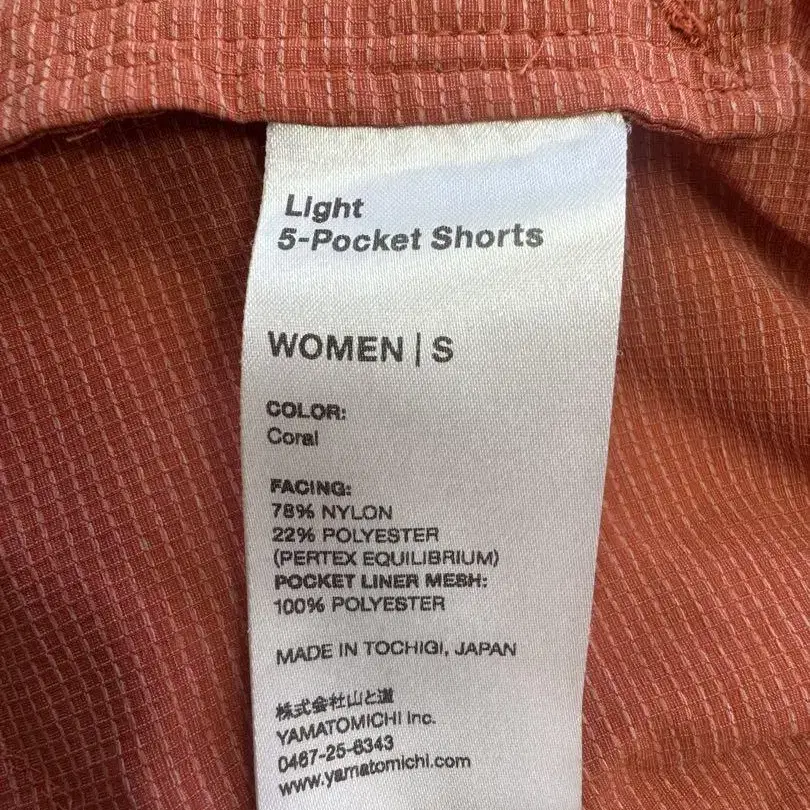 Light
5-Pocket Shorts
WOMEN | S
COLOR:
Coral
FACING:
78% NYLON
22% POLYESTER
(PERTEX EQUILIBRIUM)
POCKET LINER MESH:
100% POLYESTER
MADE IN TOCHIGI, JAPAN
株式会社山と道
YAMATOMICHI Inc.
0467-25-6343
www.yamatomichi.com